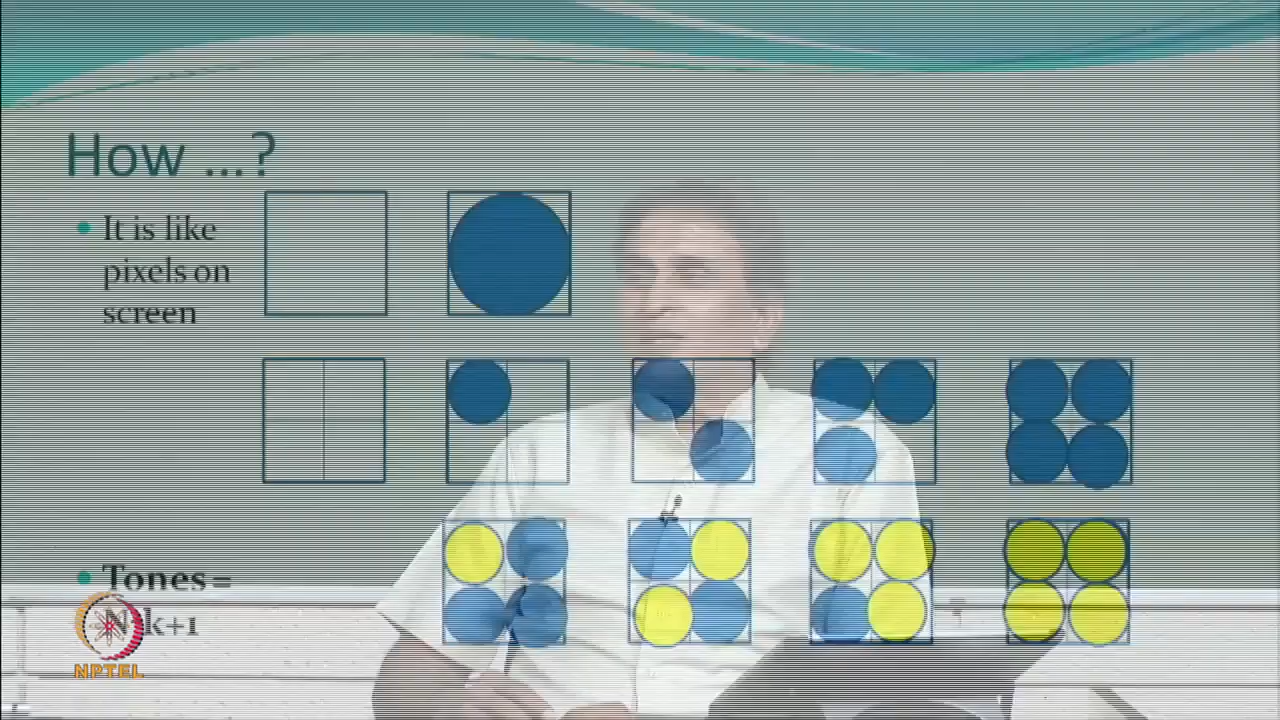 How ...?
It is like
pixels on
screen
Tones =
N*k+1
NPTEL